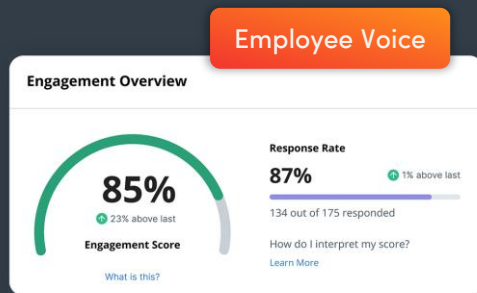 Employee Voice
Engagement Overview
85%
23% above last
Engagement Score
What is this?
Response Rate
87%
1% above last
134 out of 175 responded
How do I interpret my score?
Learn More